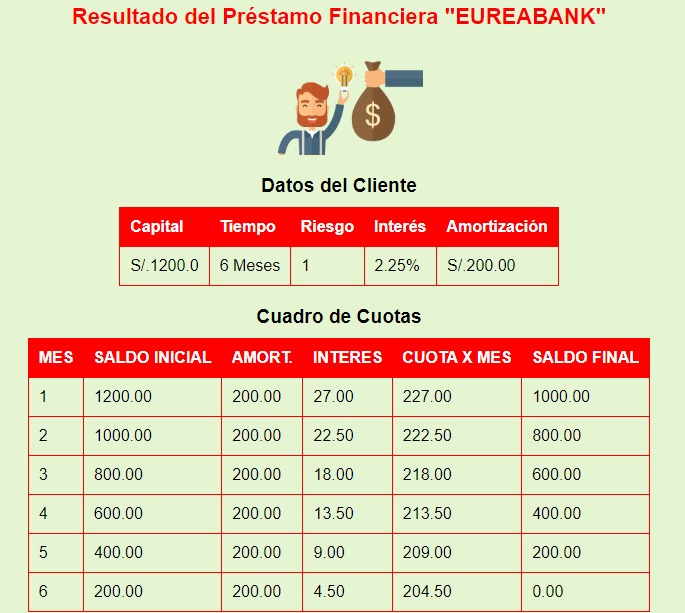 Resultado del Préstamo Financiera "EUREABANK"
$
Datos del Cliente
Capital Tiempo Riesgo Interés Amortización
S/.1200.0 6 Meses 1 2.25% S/.200.00
Cuadro de Cuotas
MES SALDO INICIAL AMORT. INTERES CUOTA X MES SALDO FINAL
1 1200.00 200.00 27.00 227.00 1000.00
2 1000.00 200.00 22.50 222.50 800.00
3 800.00 200.00 18.00 218.00 600.00
4 600.00 200.00 13.50 213.50 400.00
5 400.00 200.00 9.00 209.00 200.00
6 200.00 200.00 4.50 204.50 0.00